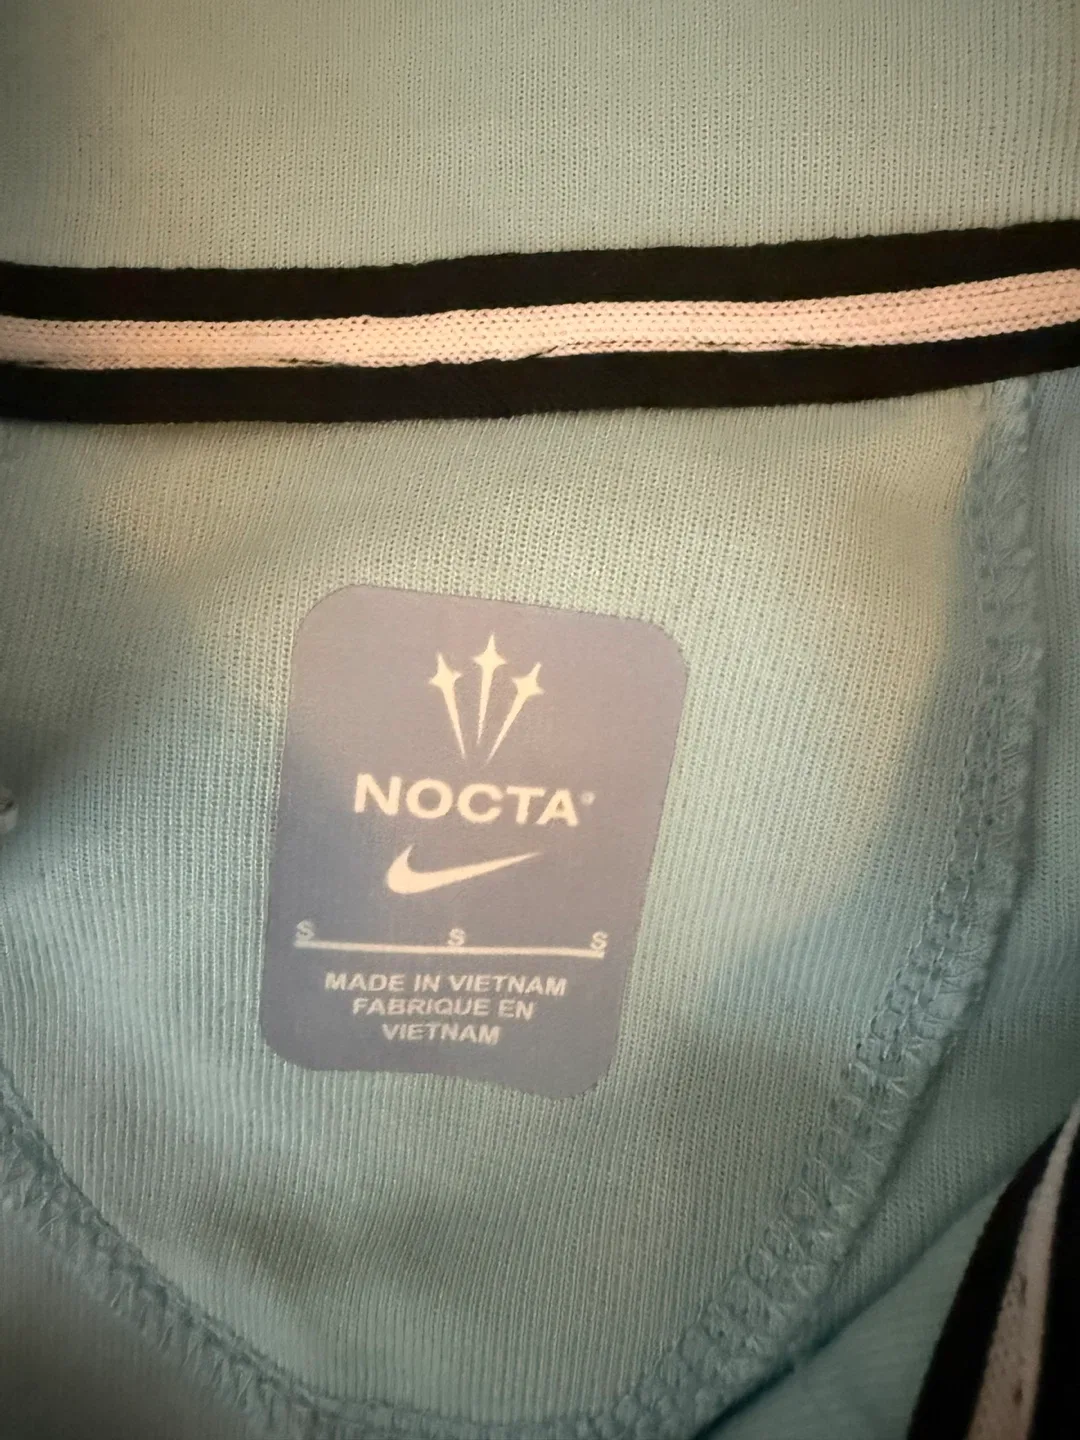 NOCTA®
S S S
MADE IN VIETNAM
FABRIQUE EN
VIETNAM